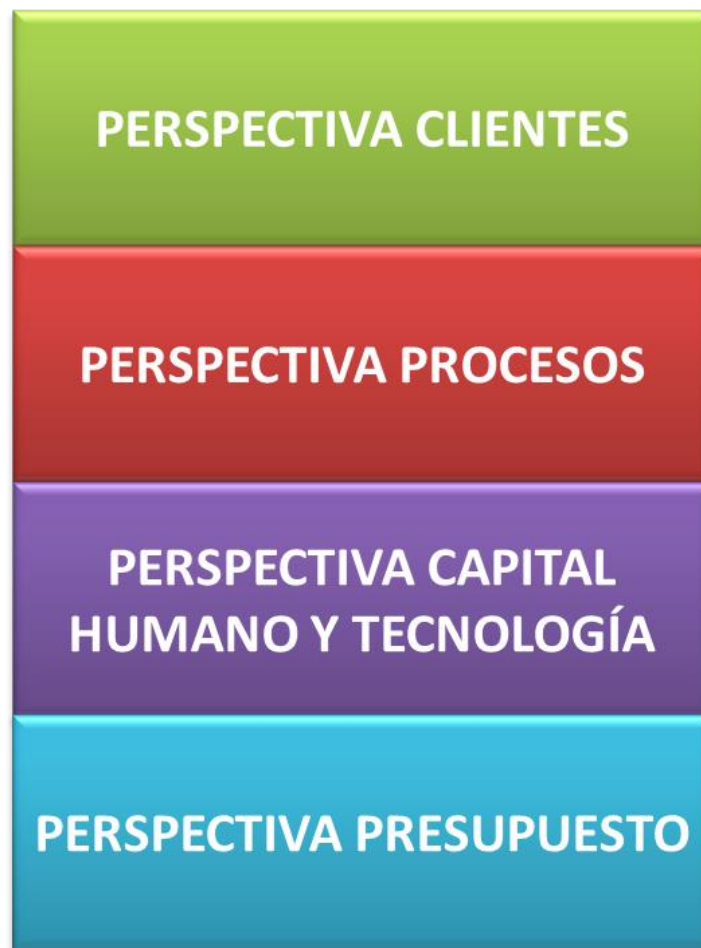 PERSPECTIVA CLIENTES
PERSPECTIVA PROCESOS
PERSPECTIVA CAPITAL
HUMANO Y TECNOLOGÍA
PERSPECTIVA PRESUPUESTO